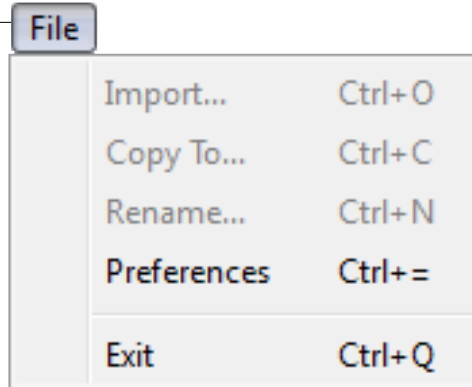 File
Import... Ctrl+O
Copy To... Ctrl+C
Rename... Ctrl+N
Preferences Ctrl+=
Exit Ctrl+Q